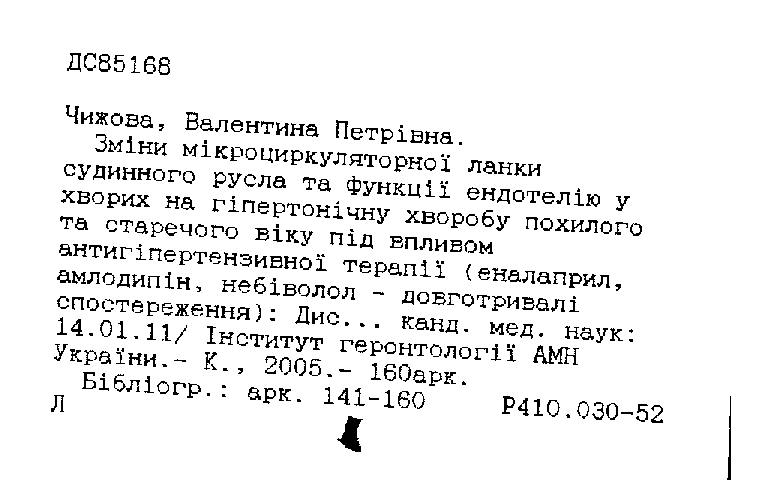 ДС85168
Чижова, Валентина Петрівна.
Зміни мікроциркуляторної ланки
судинного русла та функції ендотелію у
хворих на гіпертонічну хворобу похилого
та старечого віку під впливом
антигіпертензивної терапії (еналаприл,
амлодипін, небіволол - довготривалі
спостереження): Дис... канд. мед. наук:
14.01.11/ Інститут геронтології АМН
України.- К., 2005.- 160арк.
Бібліогр.: арк. 141-160 Р410.030-52
Л